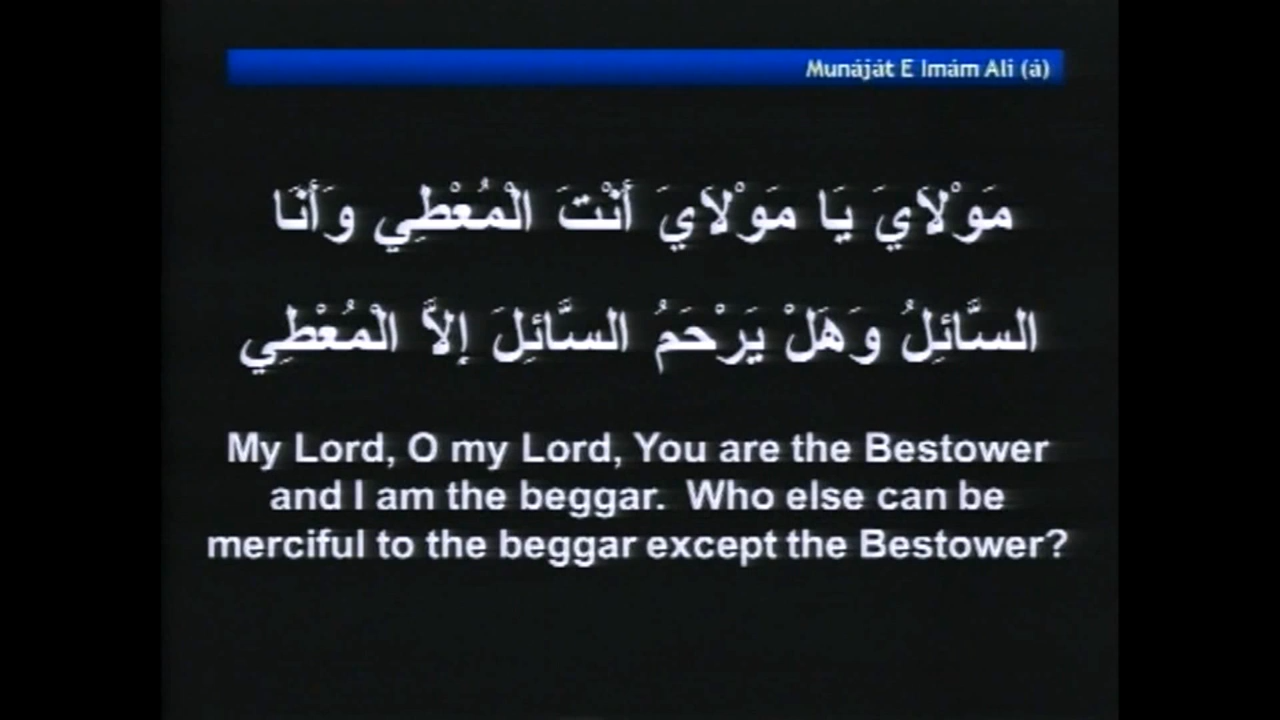 Munáját E Imám Ali (á)
مَوْلاَيَ يَا مَوْلاَيَ أَنْتَ الْمُعْطِي وَأَنَا
السَّائِلُ وَهَلْ يَرْحَمُ السَّائِلَ إِلاَّ الْمُعْطِي
My Lord, O my Lord, You are the Bestower
and I am the beggar.  Who else can be
merciful to the beggar except the Bestower?